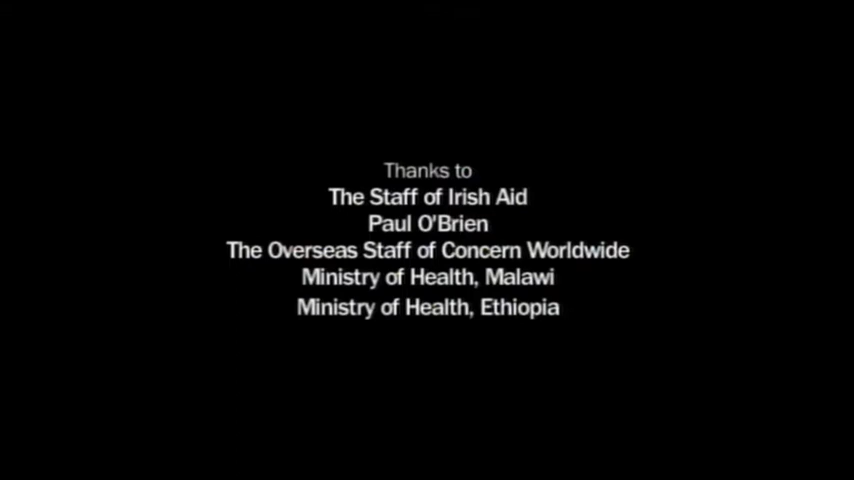 Thanks to
The Staff of Irish Aid
Paul O'Brien
The Overseas Staff of Concern Worldwide
Ministry of Health, Malawi
Ministry of Health, Ethiopia